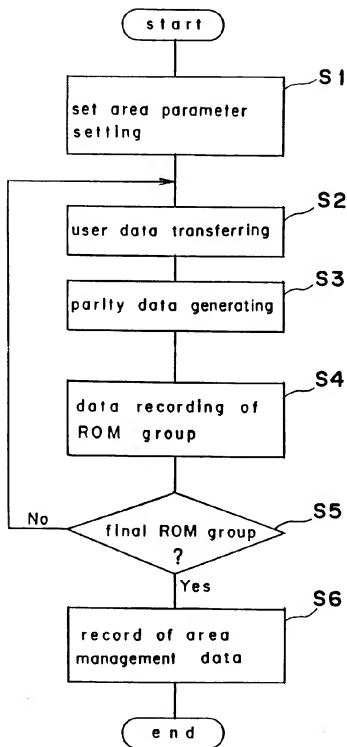 start
S1
set area parameter
setting
S2
user data transferring
S3
parity data generating
S4
data recording of
ROM group
S5
No
final ROM group
?
Yes
S6
record of area
management data
end